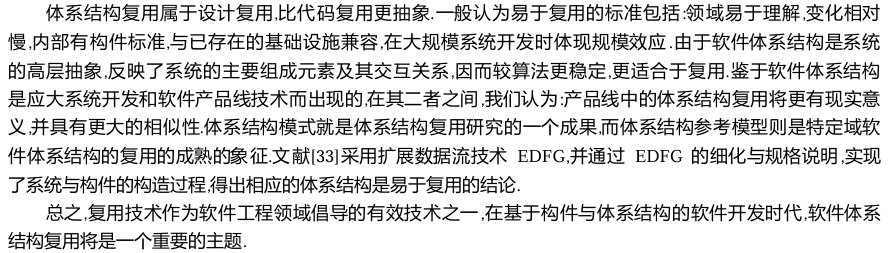 体系结构复用属于设计复用,比代码复用更抽象.一般认为易于复用的标准包括:领域易于理解,变化相对
慢,内部有构件标准,与已存在的基础设施兼容,在大规模系统开发时体现规模效应.由于软件体系结构是系统
的高层抽象,反映了系统的主要组成元素及其交互关系,因而较算法更稳定,更适合于复用.鉴于软件体系结构
是应大系统开发和软件产品线技术而出现的,在其二者之间,我们认为:产品线中的体系结构复用将更有现实意
义,并具有更大的相似性.体系结构模式就是体系结构复用研究的一个成果,而体系结构参考模型则是特定域软
件体系结构的复用的成熟的象征.文献[33]采用扩展数据流技术 EDFG,并通过 EDFG 的细化与规格说明,实现
了系统与构件的构造过程,得出相应的体系结构是易于复用的结论.
总之,复用技术作为软件工程领域倡导的有效技术之一,在基于构件与体系结构的软件开发时代,软件体系
结构复用将是一个重要的主题.